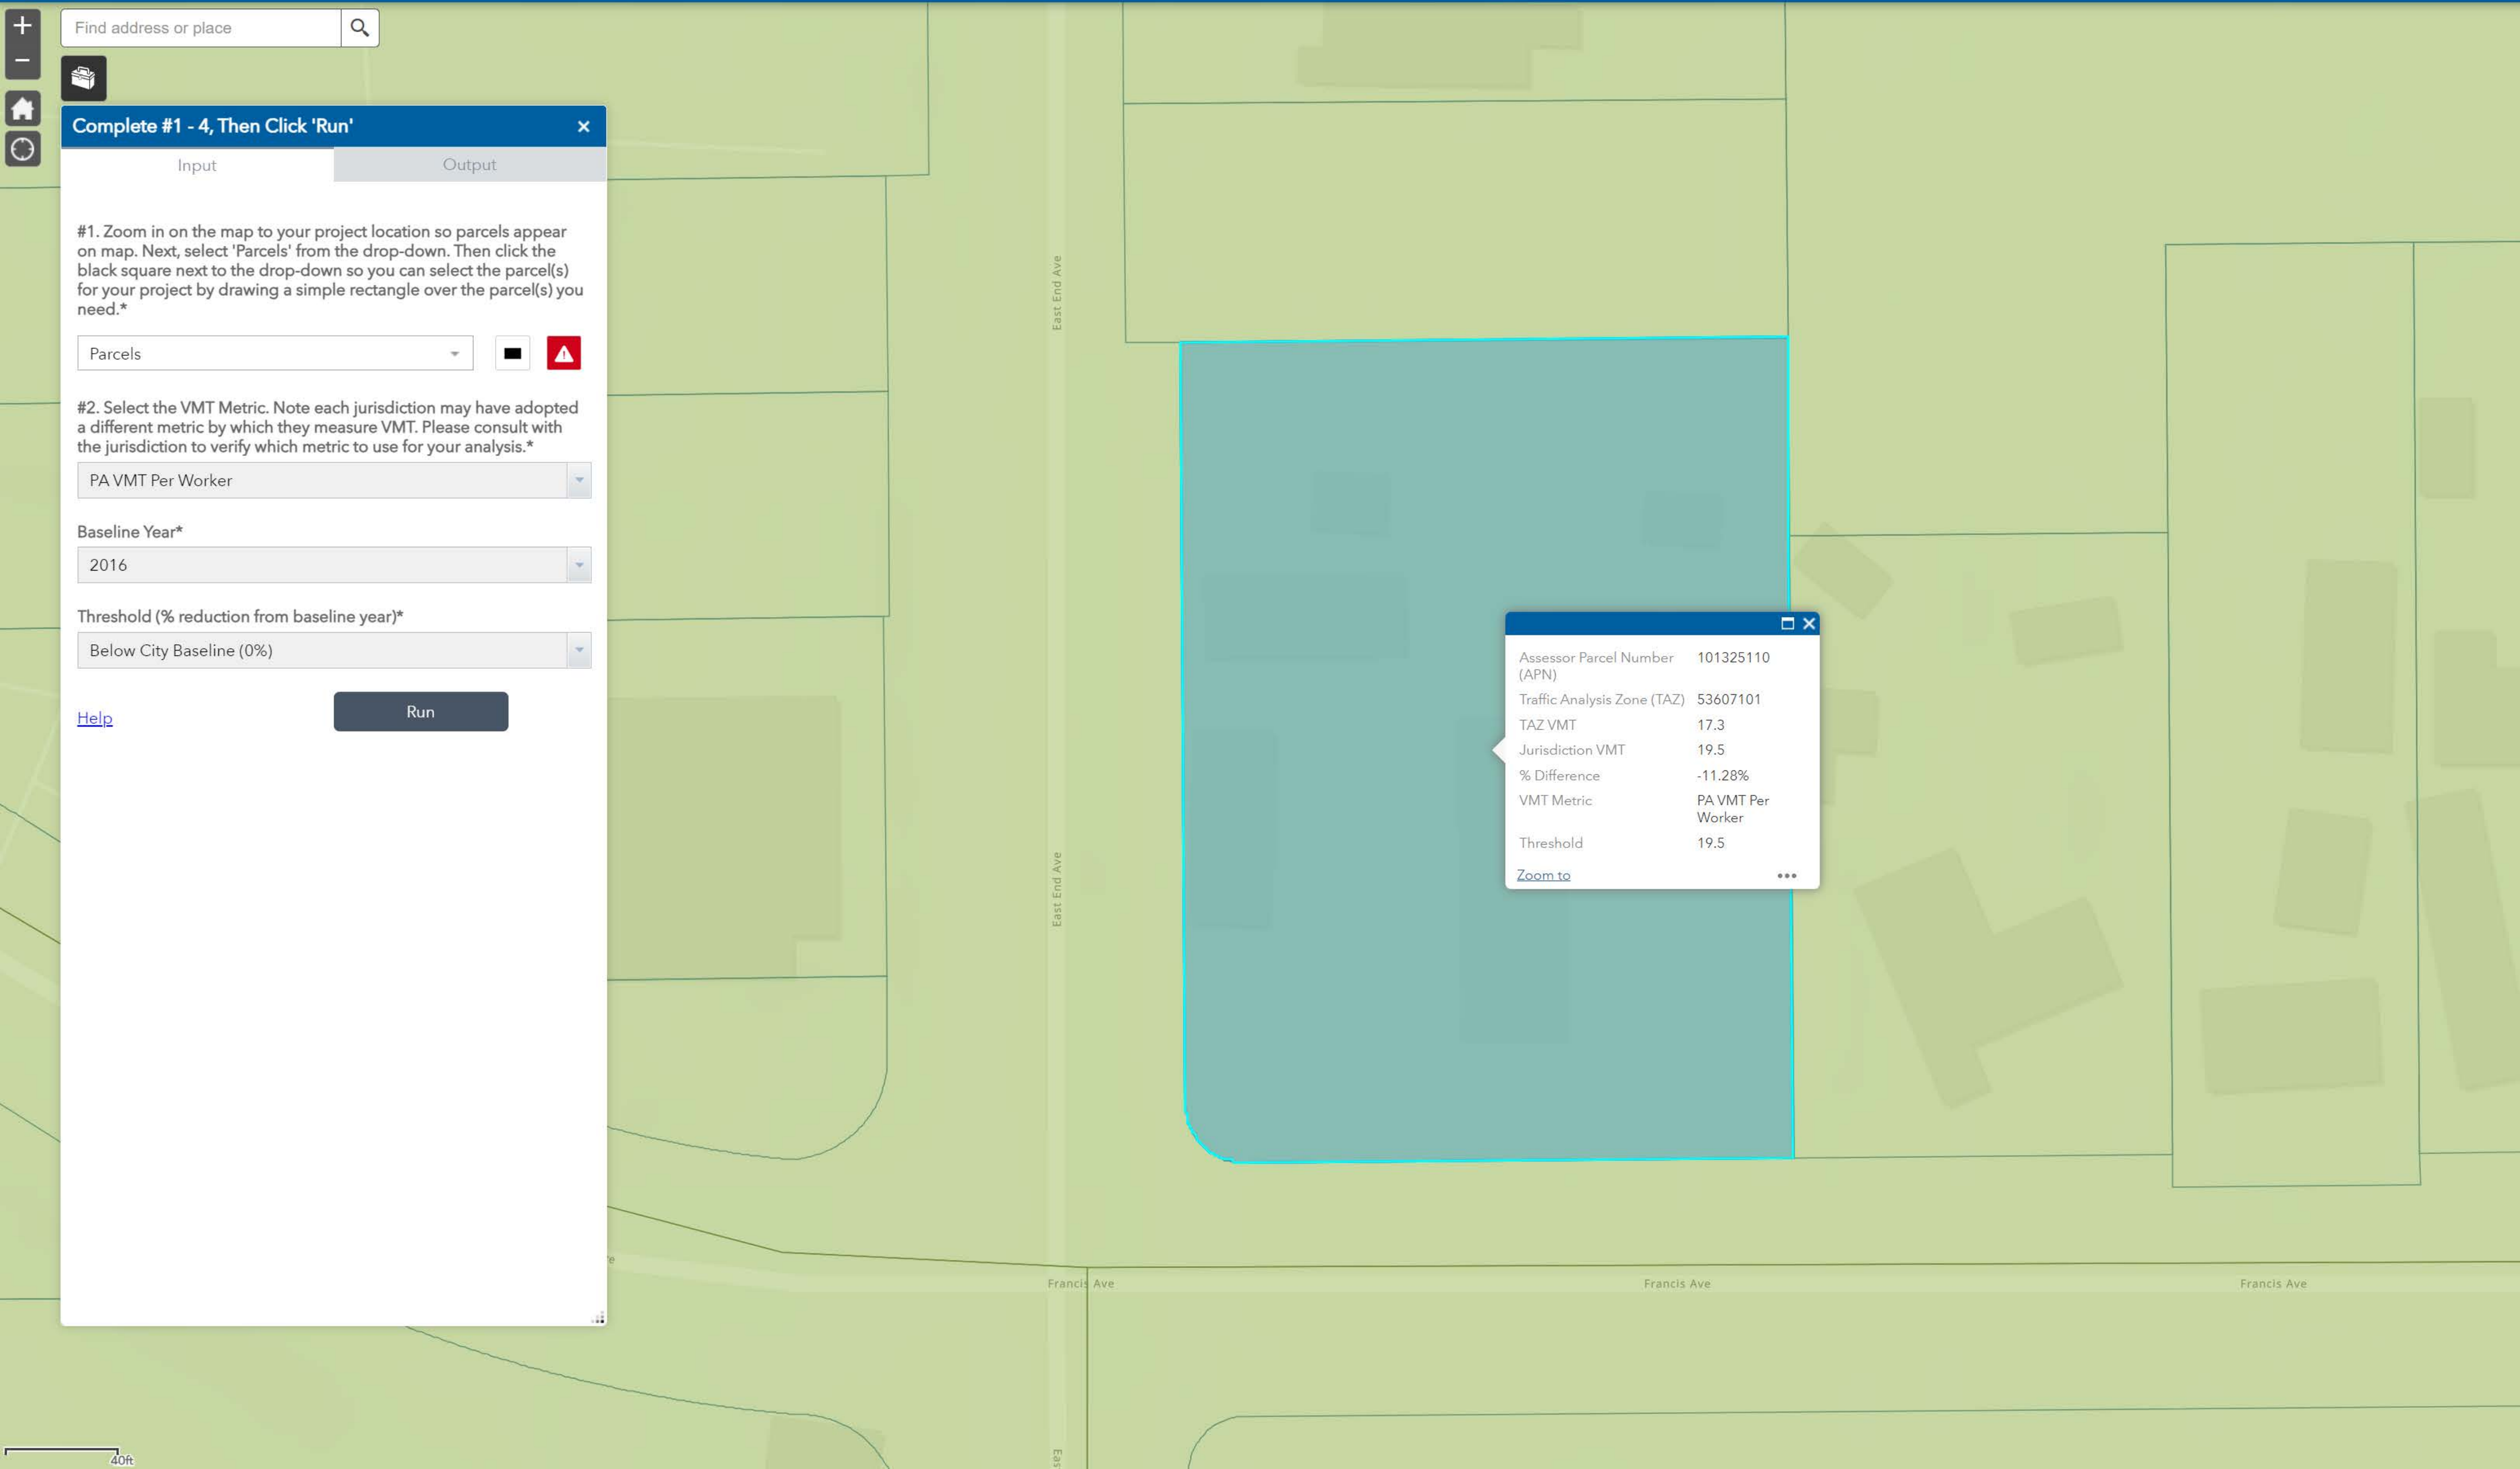 Find address or place
Complete #1 - 4, Then Click 'Run'
Input
Output
#1. Zoom in on the map to your project location so parcels appear
on map. Next, select 'Parcels' from the drop-down. Then click the
black square next to the drop-down so you can select the parcel(s)
for your project by drawing a simple rectangle over the parcel(s) you
need.*
Parcels
#2. Select the VMT Metric. Note each jurisdiction may have adopted
a different metric by which they measure VMT. Please consult with
the jurisdiction to verify which metric to use for your analysis.*
PA VMT Per Worker
Baseline Year*
2016
Threshold (% reduction from baseline year)*
Below City Baseline (0%)
Help
Run
East End Ave
East End Ave
Assessor Parcel Number 101325110
(APN)
Traffic Analysis Zone (TAZ) 53607101
TAZ VMT 17.3
Jurisdiction VMT 19.5
% Difference -11.28%
VMT Metric PA VMT Per
Worker
Threshold 19.5
Zoom to
Francis Ave
Francis Ave
Francis Ave
Eas
40ft